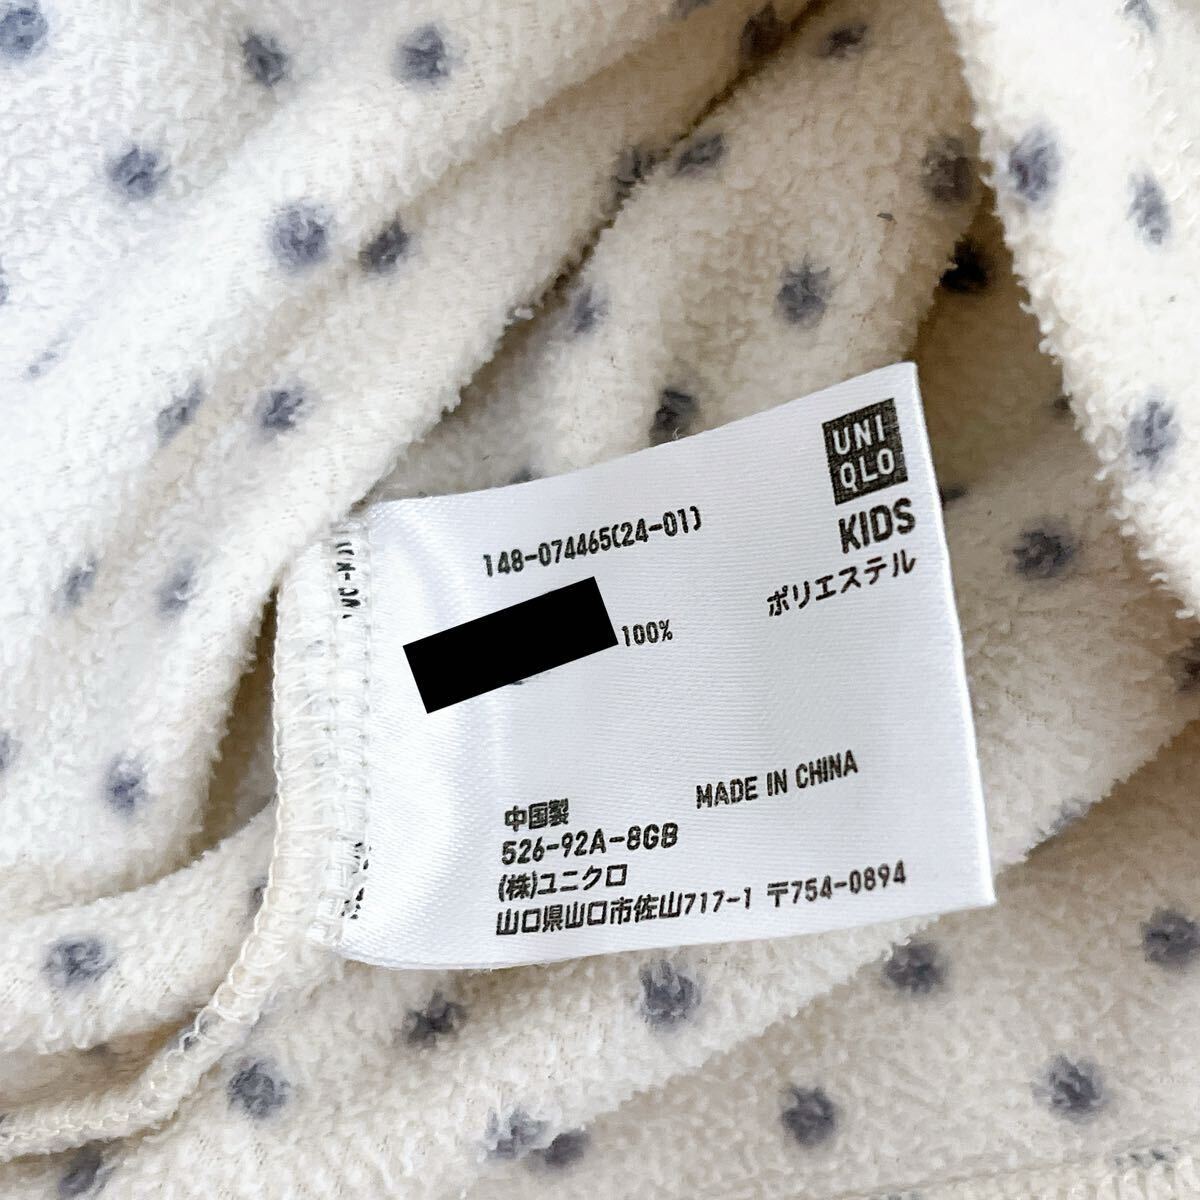 UNI
QLO
KIDS
148-074465(24-01)
ポリエステル
100%
MADE IN CHINA
中国製
526-92A-8GB
(株)ユニクロ
山口県山口市佐山717-1 〒754-0894